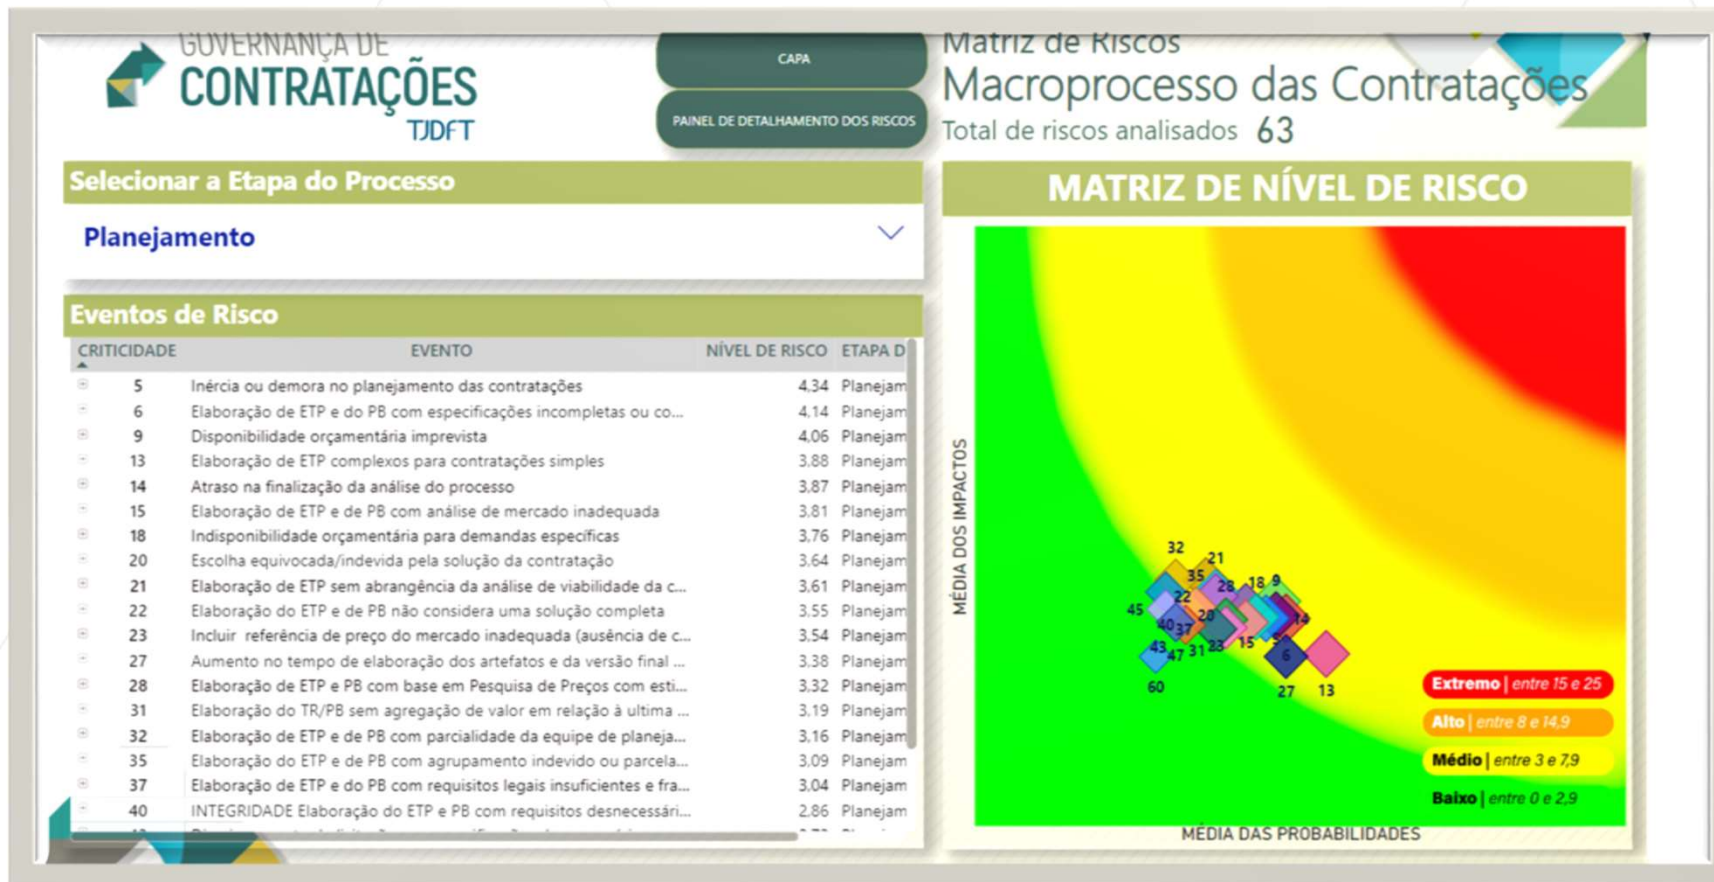 GOVERNANÇA DE
CONTRATAÇÕES
TJDFT
CAPA
PAINEL DE DETALHAMENTO DOS RISCOS
Matriz de Riscos
Macroprocesso das Contratações
Total de riscos analisados 63
Selecionar a Etapa do Processo
Planejamento
Eventos de Risco
CRITICIDADE EVENTO NÍVEL DE RISCO ETAPA D
5 Inércia ou demora no planejamento das contratações 4,34 Planejam
6 Elaboração de ETP e do PB com especificações incompletas ou co... 4,14 Planejam
9 Disponibilidade orçamentária imprevista 4,06 Planejam
13 Elaboração de ETP complexos para contratações simples 3,88 Planejam
14 Atraso na finalização da análise do processo 3,87 Planejam
15 Elaboração de ETP e de PB com análise de mercado inadequada 3,81 Planejam
18 Indisponibilidade orçamentária para demandas específicas 3,76 Planejam
20 Escolha equivocada/indevida pela solução da contratação 3,64 Planejam
21 Elaboração de ETP sem abrangência da análise de viabilidade da c... 3,61 Planejam
22 Elaboração do ETP e de PB não considera uma solução completa 3,55 Planejam
23 Incluir referência de preço do mercado inadequada (ausência de c... 3,54 Planejam
27 Aumento no tempo de elaboração dos artefatos e da versão final ... 3,38 Planejam
28 Elaboração de ETP e PB com base em Pesquisa de Preços com esti... 3,32 Planejam
31 Elaboração do TR/PB sem agregação de valor em relação à ultima ... 3,19 Planejam
32 Elaboração de ETP e de PB com parcialidade da equipe de planeja... 3,16 Planejam
35 Elaboração do ETP e de PB com agrupamento indevido ou parcela... 3,09 Planejam
37 Elaboração de ETP e do PB com requisitos legais insuficientes e fra... 3,04 Planejam
40 INTEGRIDADE Elaboração do ETP e PB com requisitos desnecessári... 2,86 Planejam
MATRIZ DE NÍVEL DE RISCO
MÉDIA DOS IMPACTOS
32
21
35
28
18 9
45
22
40
37
20
14
43
47
31
23
15
6
60
27
13
Extremo | entre 15 e 25
Alto | entre 8 e 14,9
Médio | entre 3 e 7,9
Baixo | entre 0 e 2,9
MÉDIA DAS PROBABILIDADES